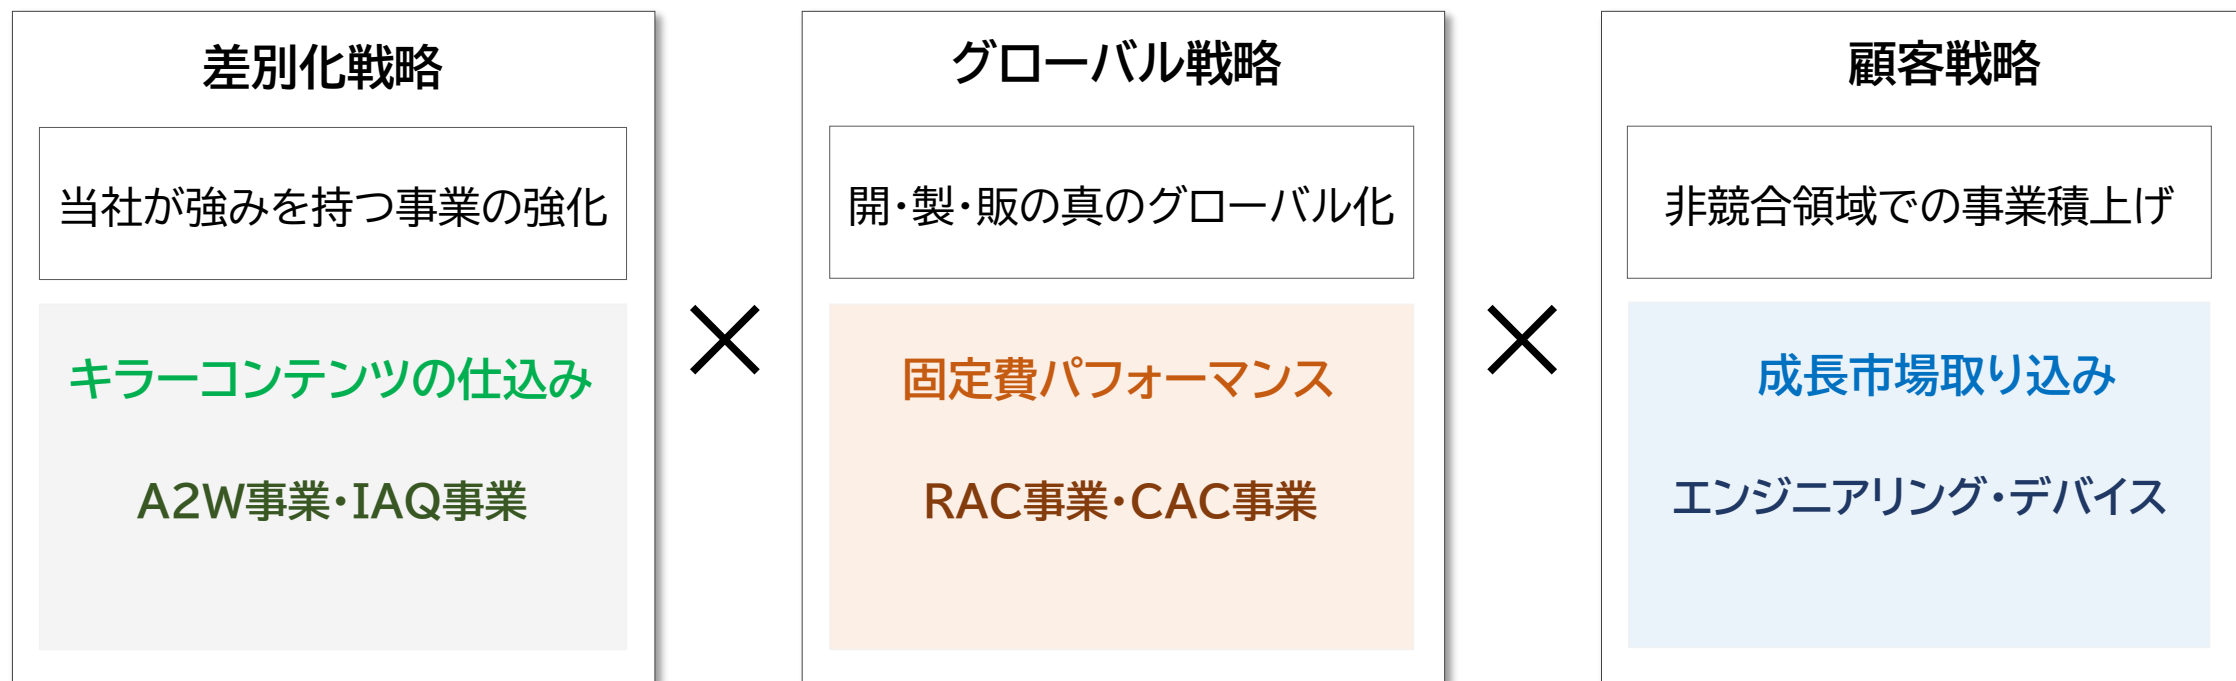 差別化戦略
当社が強みを持つ事業の強化
キラーコンテンツの仕込み
A2W事業・IAQ事業
×
グローバル戦略
開・製・販の真のグローバル化
固定費パフォーマンス
RAC事業・CAC事業
×
顧客戦略
非競合領域での事業積上げ
成長市場取り込み
エンジニアリング・デバイス